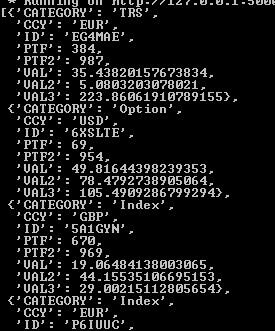 * Running on http://127.0.0.1:500
[{'CATEGORY': 'TRS',
'CCY': 'EUR',
'ID': 'EG4MAE',
'PTF': 384,
'PTF2': 987,
'VAL': 35.43820157673834,
'VAL2': 5.0803203078021,
'VAL3': 223.86061910789155},
{'CATEGORY': 'Option',
'CCY': 'USD',
'ID': '6XSLTE',
'PTF': 69,
'PTF2': 954,
'VAL': 49.81644398239353,
'VAL2': 78.4792738905064,
'VAL3': 105.4909286799294},
{'CATEGORY': 'Index',
'CCY': 'GBP',
'ID': '5A1GYN',
'PTF': 670,
'PTF2': 969,
'VAL': 19.06484138003065,
'VAL2': 44.15535106695153,
'VAL3': 29.00215112805654},
{'CATEGORY': 'Index',
'CCY': 'EUR',
'ID': 'P6IUUC',